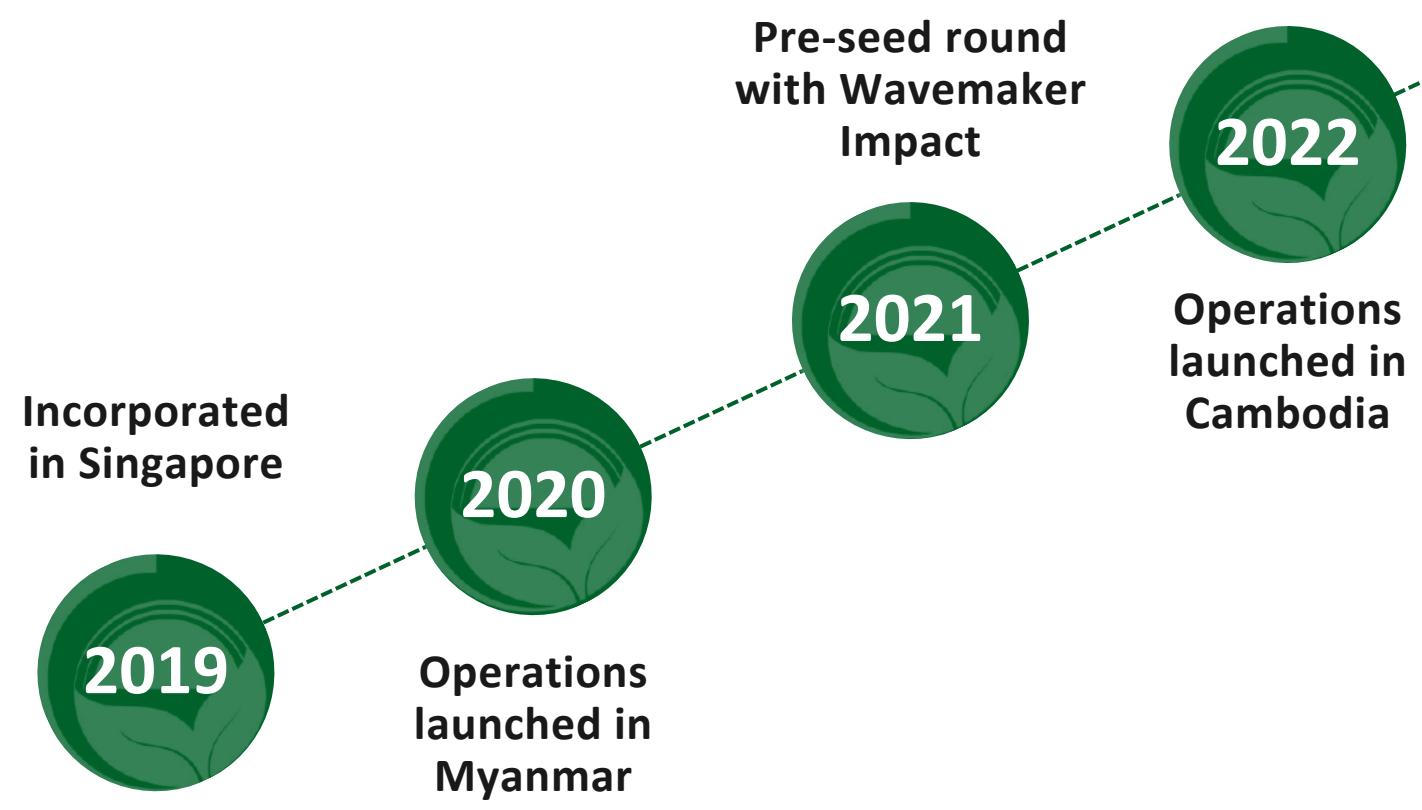 Incorporated
in Singapore
2019
2020
Operations
launched in
Myanmar
Pre-seed round
with Wavemaker
Impact
2021
2022
Operations
launched in
Cambodia